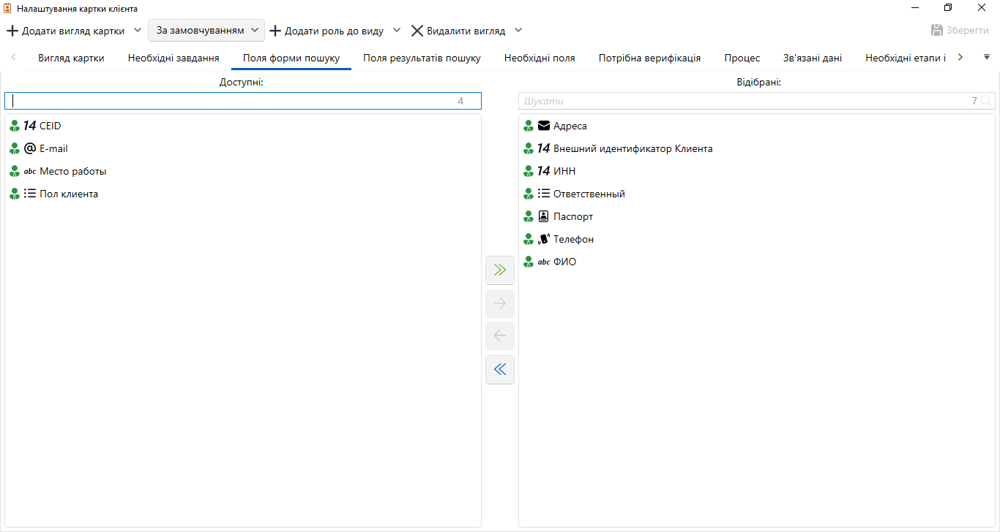 Налаштування картки клієнта
Додати вигляд картки За замовчуванням Додати роль до виду Видалити вигляд Зберегти
Вигляд картки Необхідні завдання Поля форми пошуку Поля результатів пошуку Необхідні поля Потрібна верифікація Процес Зв'язані дані Необхідні етапи і
Доступні:
4
14 CEID
@ E-mail
abc Место работы
Пол клиента
Відібрані:
Шукати 7
Адреса
14 Внешний идентификатор Клиента
14 ИНН
Ответственный
Паспорт
Телефон
abc ФИО